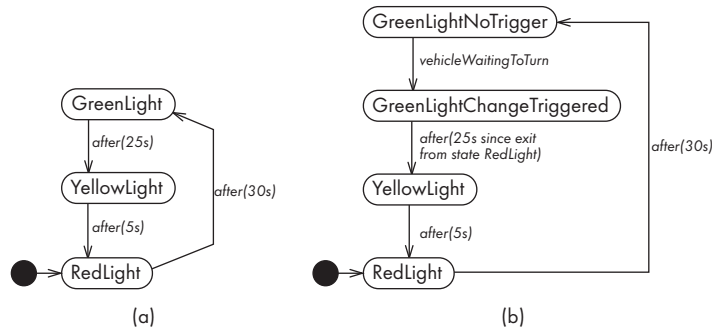 GreenLight
after(25s)
YellowLight
after(30s)
after(5s)
RedLight
(a)
GreenLightNoTrigger
vehicleWaitingToTurn
GreenLightChangeTriggered
after(25s since exit
from state RedLight)
after(30s)
YellowLight
after(5s)
RedLight
(b)